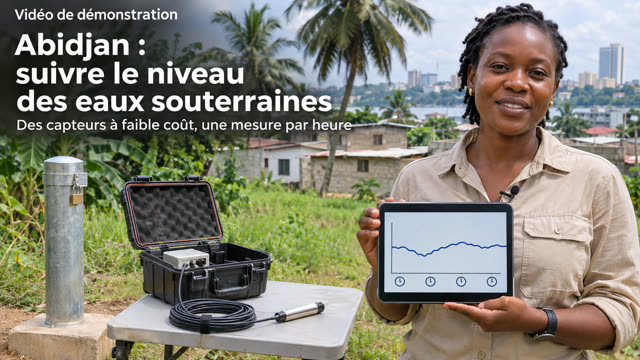 Vidéo de démonstration
Abidjan :
suivre le niveau
des eaux souterraines
Des capteurs à faible coût, une mesure par heure